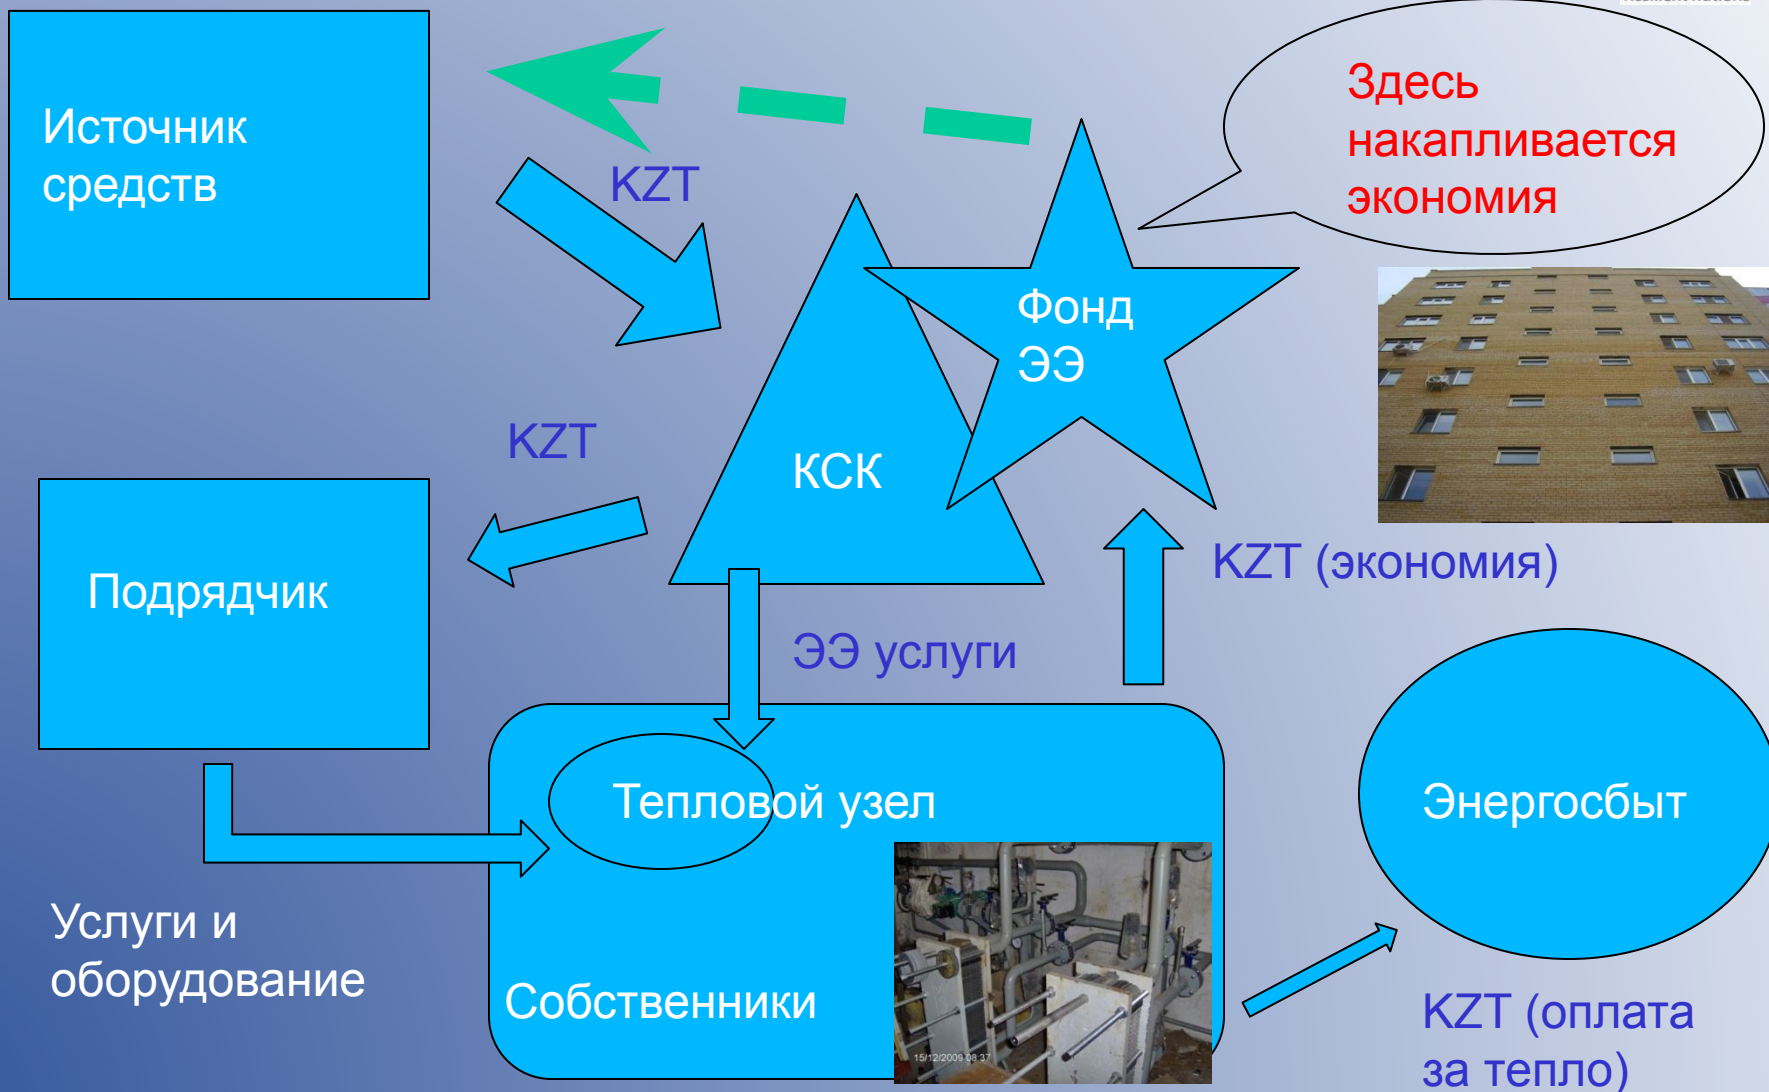 Источник
средств
KZT
Здесь
накапливается
экономия
Фонд
ЭЭ
KZT
КСК
Подрядчик
KZT (экономия)
ЭЭ услуги
Тепловой узел
Энергосбыт
Услуги и
оборудование
Собственники
15/12/2009 08:37
KZT (оплата
за тепло)